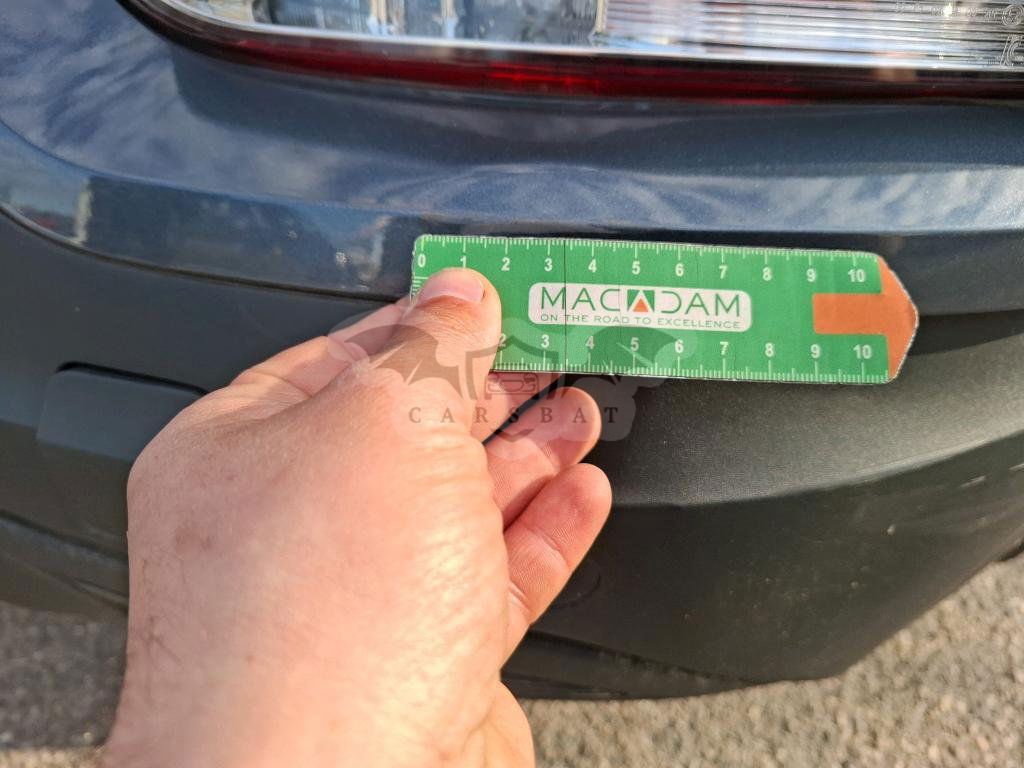 0 1 2 3 4 5 6 7 8 9 10
MACADAM
ON THE ROAD TO EXCELLENCE
2 3 4 5 6 7 8 9 10
CARSBAT